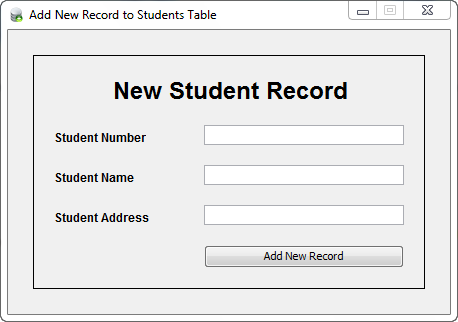 Add New Record to Students Table
New Student Record
Student Number
Student Name
Student Address
Add New Record